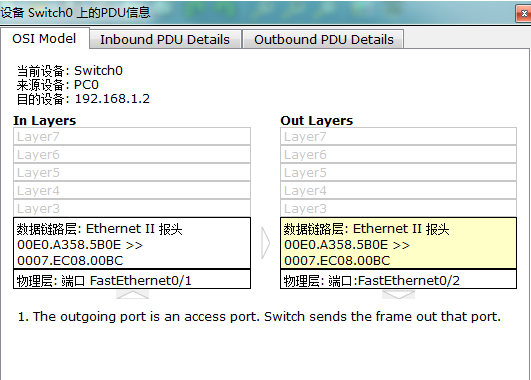 设备 Switch0 上的PDU信息
OSI Model
Inbound PDU Details
Outbound PDU Details
当前设备: Switch0
来源设备: PC0
目的设备: 192.168.1.2
In Layers
Layer7
Layer6
Layer5
Layer4
Layer3
数据链路层: Ethernet II 报头
00E0.A358.5B0E >>
0007.EC08.00BC
物理层: 端口 FastEthernet0/1
Out Layers
Layer7
Layer6
Layer5
Layer4
Layer3
数据链路层: Ethernet II 报头
00E0.A358.5B0E >>
0007.EC08.00BC
物理层: 端口:FastEthernet0/2
1. The outgoing port is an access port. Switch sends the frame out that port.